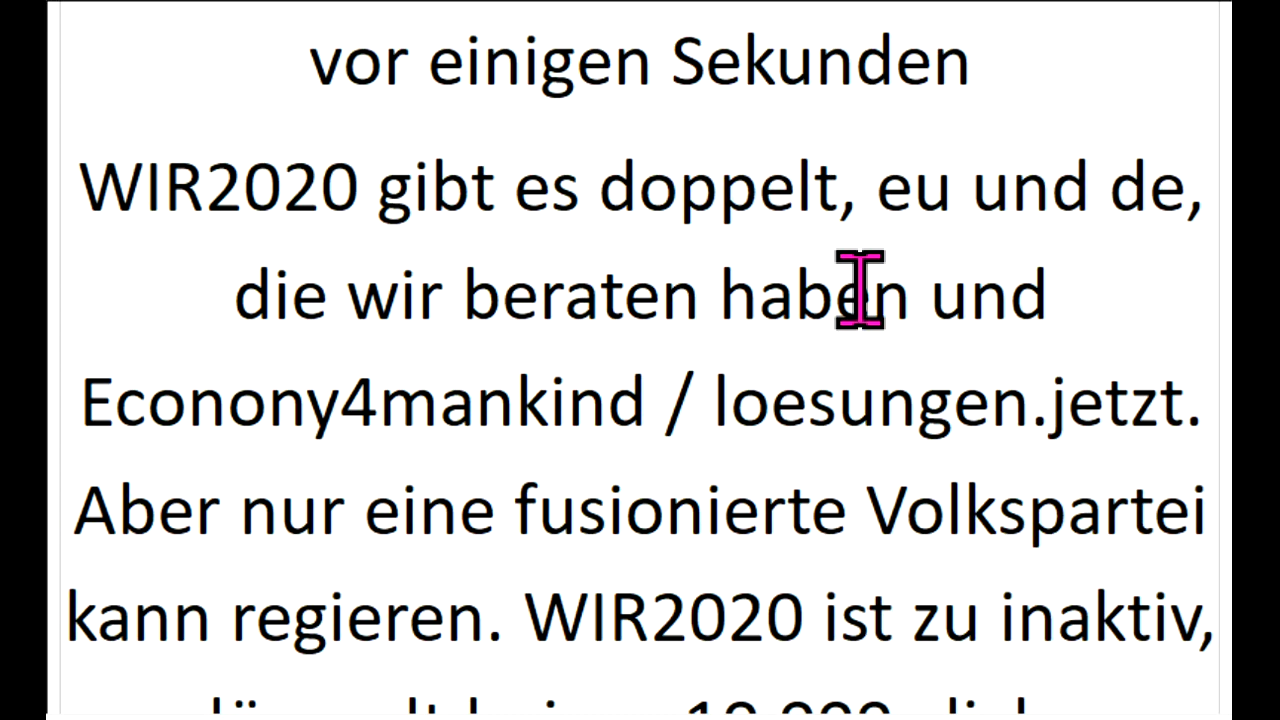 vor einigen Sekunden
WIR2020 gibt es doppelt, eu und de,
die wir beraten haben und
Econony4mankind / loesungen.jetzt.
Aber nur eine fusionierte Volkspartei
kann regieren. WIR2020 ist zu inaktiv,